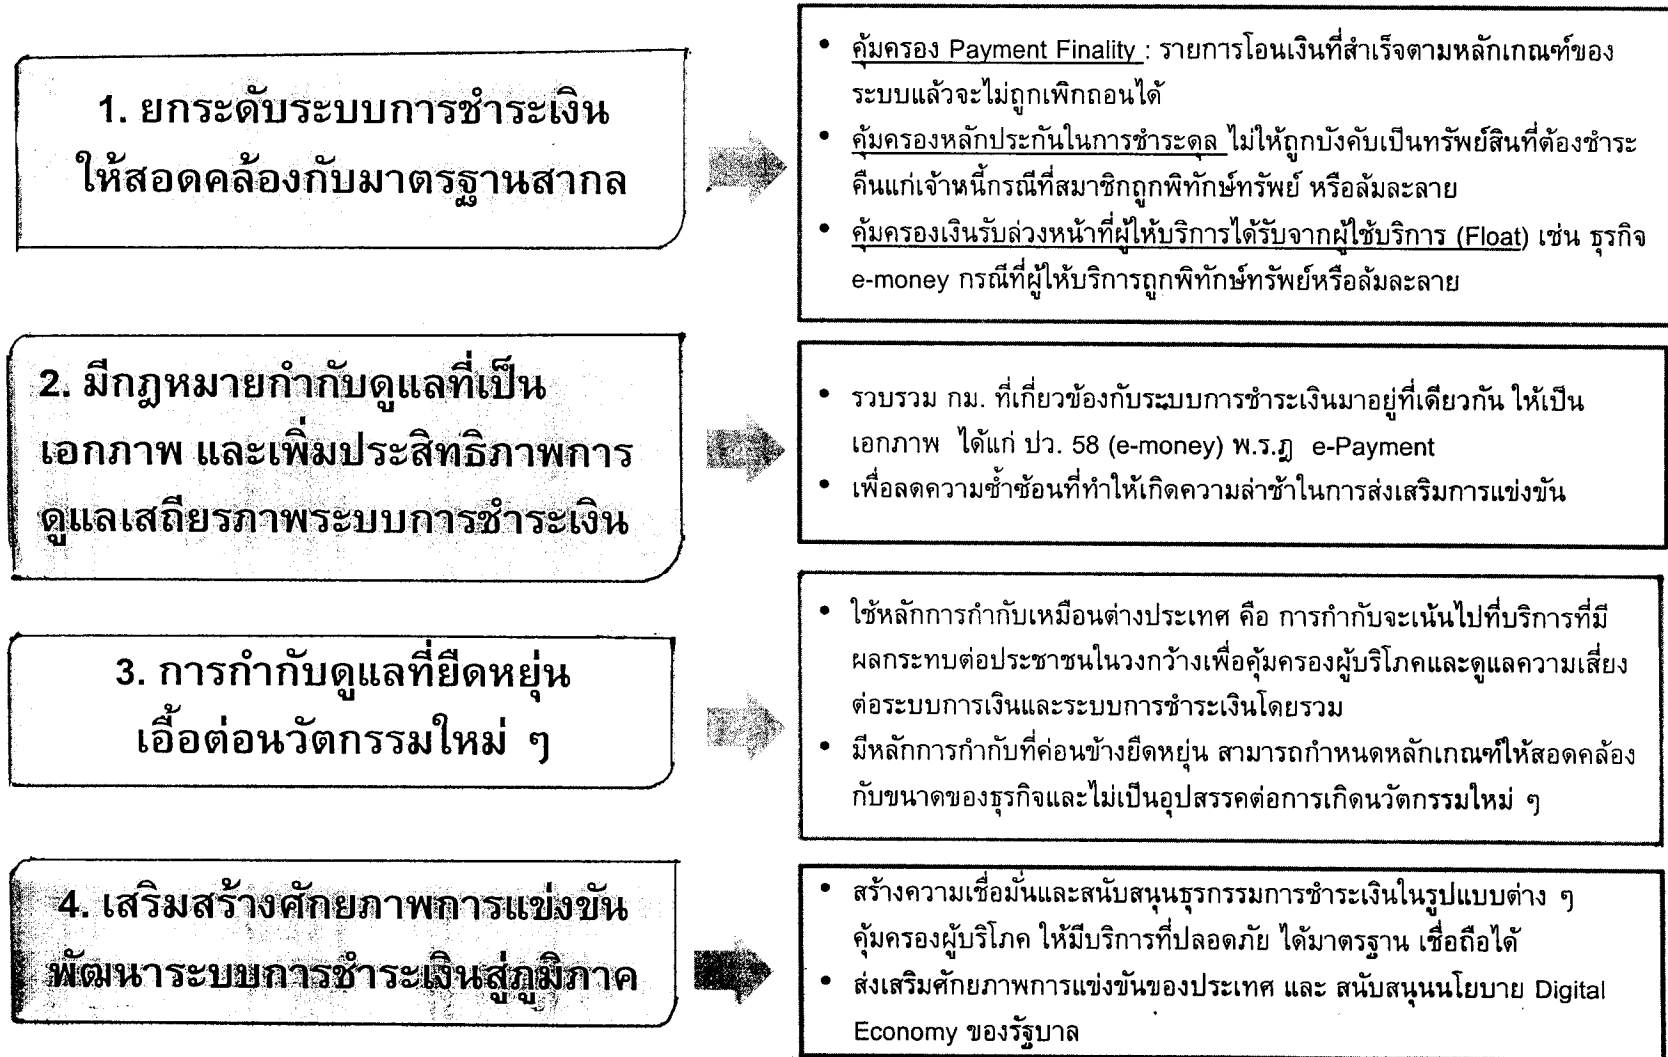 1. ยกระดับระบบการชำระเงิน
ให้สอดคล้องกับมาตรฐานสากล
• คุ้มครอง Payment Finality : รายการโอนเงินที่สำเร็จตามหลักเกณฑ์ของ
ระบบแล้วจะไม่ถูกเพิกถอนได้
• คุ้มครองหลักประกันในการชำระดุล ไม่ให้ถูกบังคับเป็นทรัพย์สินที่ต้องชำระ
คืนแก่เจ้าหนี้กรณีที่สมาชิกถูกพิทักษ์ทรัพย์ หรือล้มละลาย
• คุ้มครองเงินรับล่วงหน้าที่ผู้ให้บริการได้รับจากผู้ใช้บริการ (Float) เช่น ธุรกิจ
e-money กรณีที่ผู้ให้บริการถูกพิทักษ์ทรัพย์หรือล้มละลาย
2. มีกฎหมายกำกับดูแลที่เป็น
เอกภาพ และเพิ่มประสิทธิภาพการ
ดูแลเสถียรภาพระบบการชำระเงิน
• รวบรวม กม. ที่เกี่ยวข้องกับระบบการชำระเงินมาอยู่ที่เดียวกัน ให้เป็น
เอกภาพ ได้แก่ ปว. 58 (e-money) พ.ร.ฎ e-Payment
• เพื่อลดความซ้ำซ้อนที่ทำให้เกิดความล่าช้าในการส่งเสริมการแข่งขัน
3. การกำกับดูแลที่ยืดหยุ่น
เอื้อต่อนวัตกรรมใหม่ ๆ
• ใช้หลักการกำกับเหมือนต่างประเทศ คือ การกำกับจะเน้นไปที่บริการที่มี
ผลกระทบต่อประชาชนในวงกว้างเพื่อคุ้มครองผู้บริโภคและดูแลความเสี่ยง
ต่อระบบการเงินและระบบการชำระเงินโดยรวม
• มีหลักการกำกับที่ค่อนข้างยืดหยุ่น สามารถกำหนดหลักเกณฑ์ให้สอดคล้อง
กับขนาดของธุรกิจและไม่เป็นอุปสรรคต่อการเกิดนวัตกรรมใหม่ ๆ
4. เสริมสร้างศักยภาพการแข่งขัน
พัฒนาระบบการชำระเงินสู่ภูมิภาค
• สร้างความเชื่อมั่นและสนับสนุนธุรกรรมการชำระเงินในรูปแบบต่าง ๆ
คุ้มครองผู้บริโภค ให้มีบริการที่ปลอดภัย ได้มาตรฐาน เชื่อถือได้
• ส่งเสริมศักยภาพการแข่งขันของประเทศ และ สนับสนุนนโยบาย Digital
Economy ของรัฐบาล